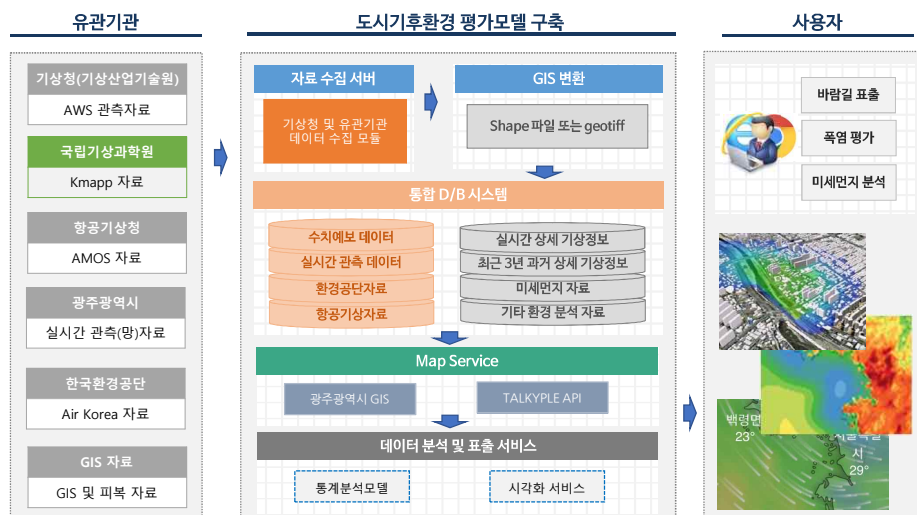 유관기관
도시기후환경 평가모델 구축
사용자
기상청(기상산업기술원)
AWS 관측자료
국립기상과학원
Kmapp 자료
항공기상청
AMOS 자료
광주광역시
실시간 관측(망)자료
한국환경공단
Air Korea 자료
GIS 자료
GIS 및 피복 자료
자료 수집 서버
기상청 및 유관기관
데이터 수집 모듈
GIS 변환
Shape 파일 또는 geotiff
통합 D/B 시스템
수치예보 데이터
실시간 관측 데이터
환경공단자료
항공기상자료
실시간 상세 기상정보
최근 3년 과거 상세 기상정보
미세먼지 자료
기타 환경 분석 자료
Map Service
광주광역시 GIS
TALKYPLE API
데이터 분석 및 표출 서비스
통계분석모델
시각화 서비스
바람길 표출
폭염 평가
미세먼지 분석
백령면
23°
시
29°